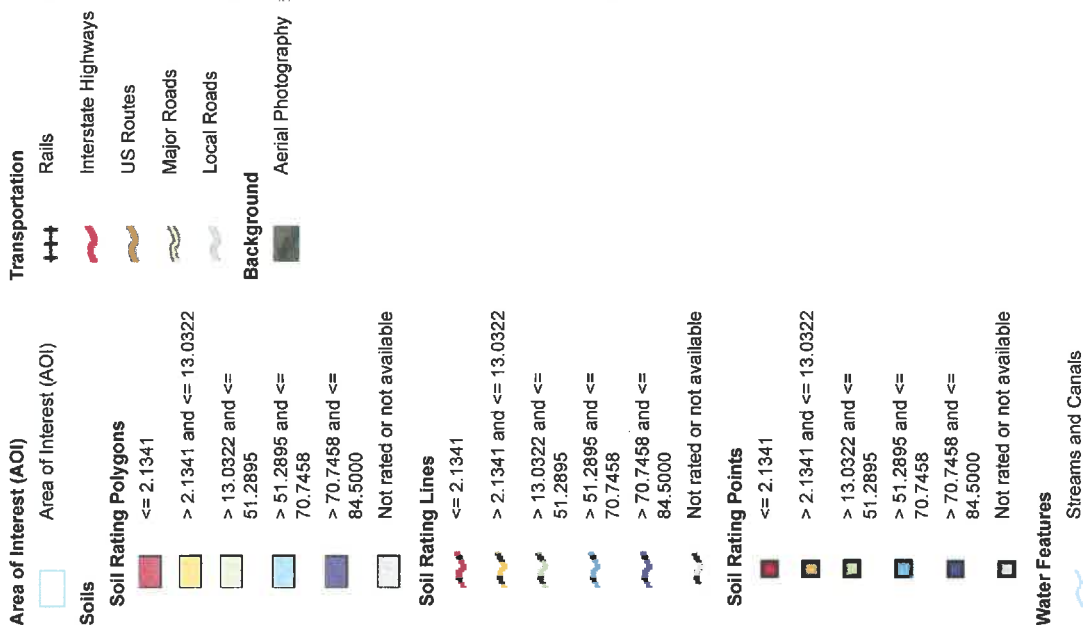 Area of Interest (AOI)
Area of Interest (AOI)
Soils
Soil Rating Polygons
<= 2.1341
> 2.1341 and <= 13.0322
> 13.0322 and <=
51.2895
> 51.2895 and <=
70.7458
> 70.7458 and <=
84.5000
Not rated or not available
Soil Rating Lines
<= 2.1341
> 2.1341 and <= 13.0322
> 13.0322 and <=
51.2895
> 51.2895 and <=
70.7458
> 70.7458 and <=
84.5000
Not rated or not available
Soil Rating Points
<= 2.1341
> 2.1341 and <= 13.0322
> 13.0322 and <=
51.2895
> 51.2895 and <=
70.7458
> 70.7458 and <=
84.5000
Not rated or not available
Water Features
Streams and Canals
Transportation
Rails
Interstate Highways
US Routes
Major Roads
Local Roads
Background
Aerial Photography